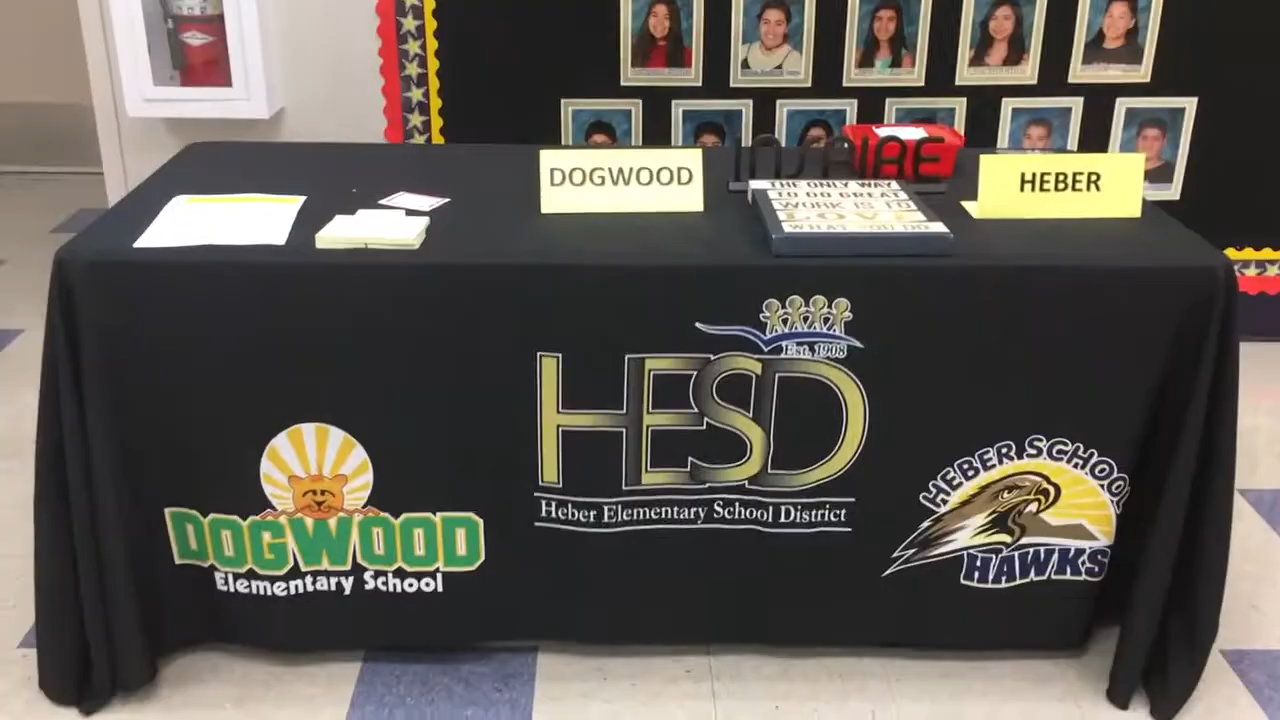 DOGWOOD
HEBER
THE ONLY WAY
TO DO GREAT
WORK IS TO
LOVE
WHAT YOU DO
Est. 1908
HESD
Heber Elementary School District
DOGWOOD
Elementary School
HEBER SCHOOL
HAWKS